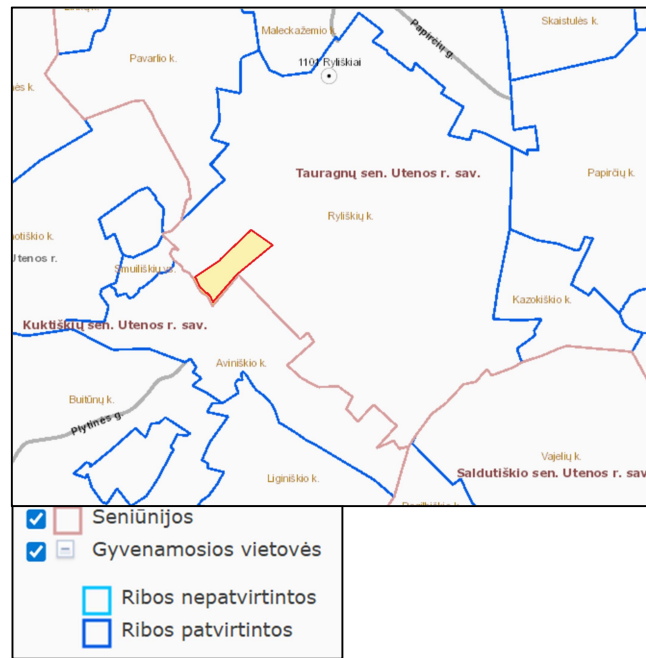 Skaistulės k.
Maleckažemio k.
Papirčių g.
Pavarlio k.
1101 Ryliškiai
Tauragnų sen. Utenos r. sav.
Papirčių k.
Ryliškių k.
Utenos r.
Smuiliškių vs.
Kazokiškio k.
Kuktiškių sen. Utenos r. sav.
Aviniškio k.
Buitūnų k.
Plytinės g.
Vajelių k.
Liginiškio k.
Saldutiškio sen. Utenos r. sav
Seniūnijos
Gyvenamosios vietovės
Ribos nepatvirtintos
Ribos patvirtintos